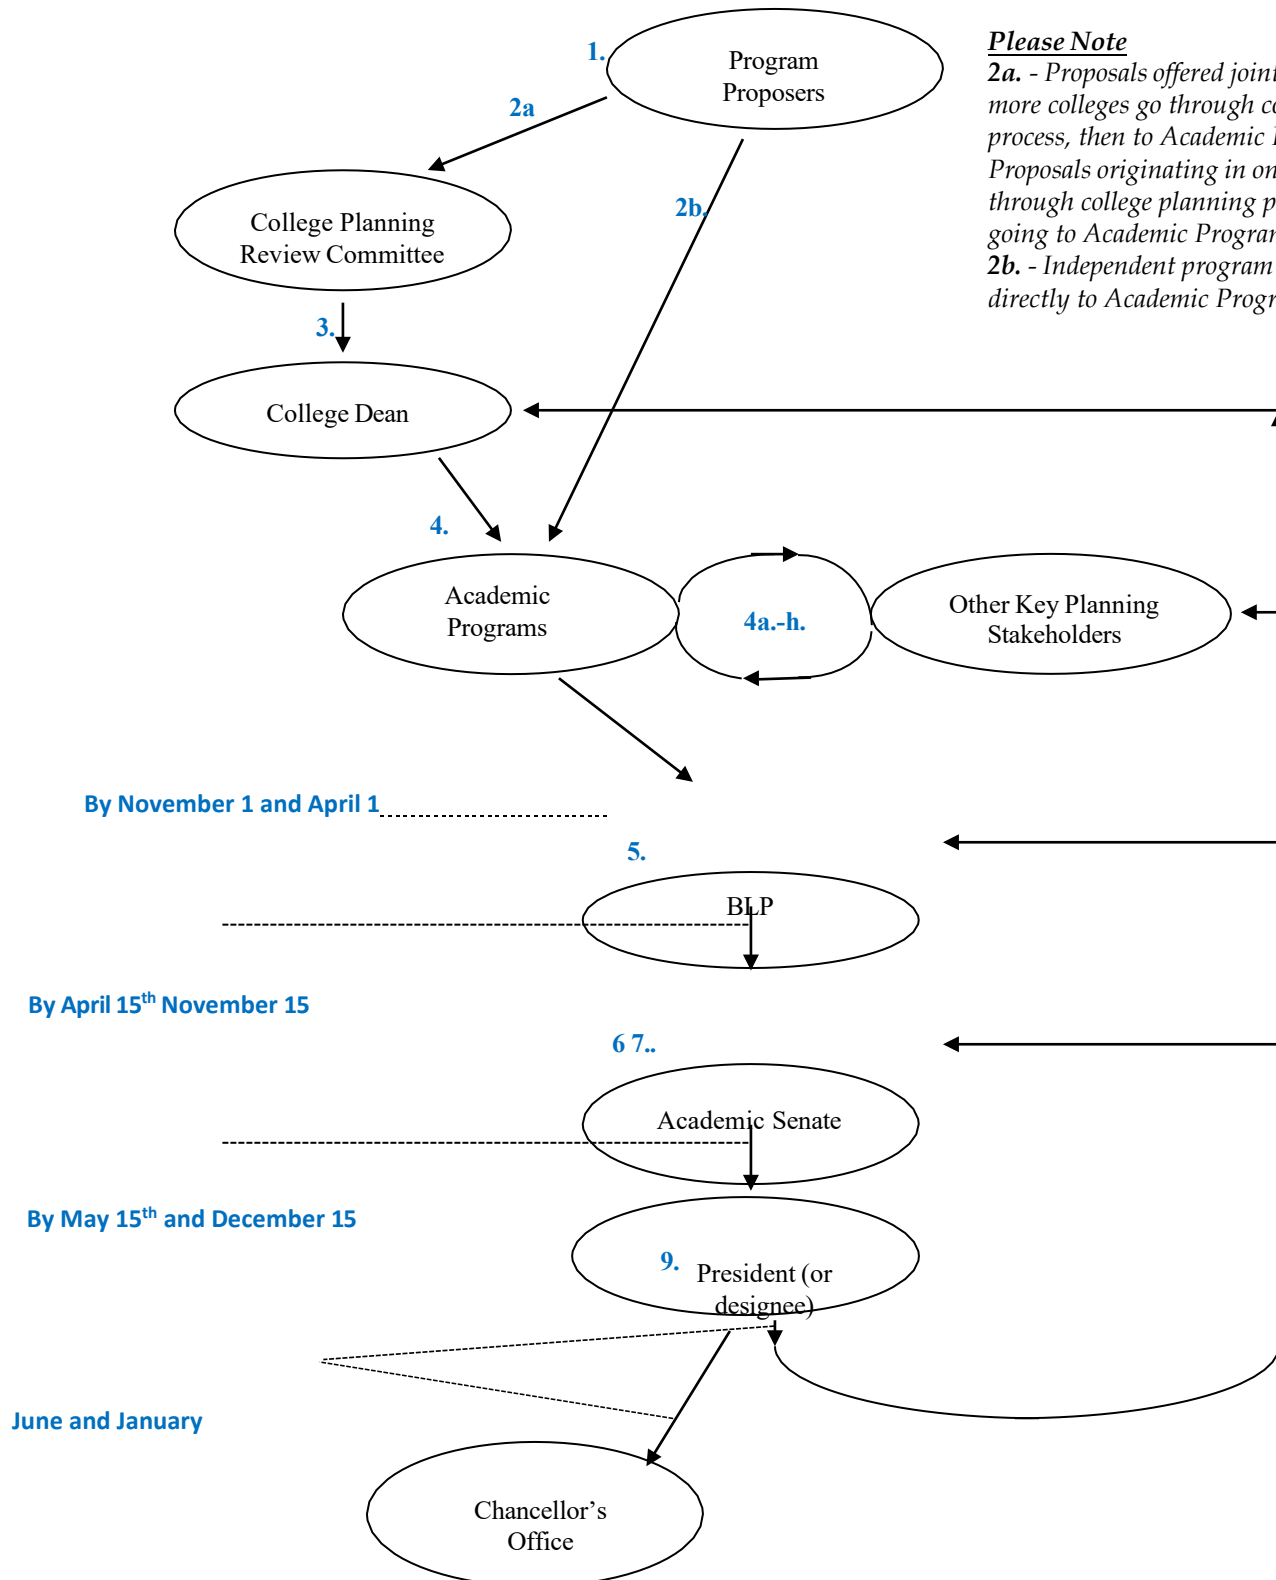 1.
Program
Proposers
Please Note
2a. - Proposals offered joint
more colleges go through co
process, then to Academic
Proposals originating in on
through college planning p
going to Academic Program
2b. - Independent program
directly to Academic Progr
2a
2b.
College Planning
Review Committee
3.
College Dean
4.
Academic
Programs
4a.-h.
Other Key Planning
Stakeholders
By November 1 and April 1
5.
BLP
By April 15th November 15
6 7..
Academic Senate
By May 15th and December 15
9.
President (or
designee)
June and January
Chancellor's
Office